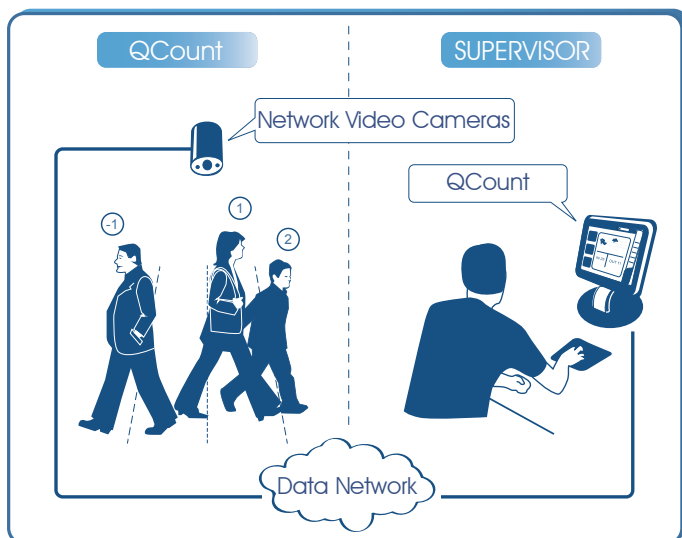 QCount
SUPERVISOR
Network Video Cameras
QCount
-1
1
2
Data Network